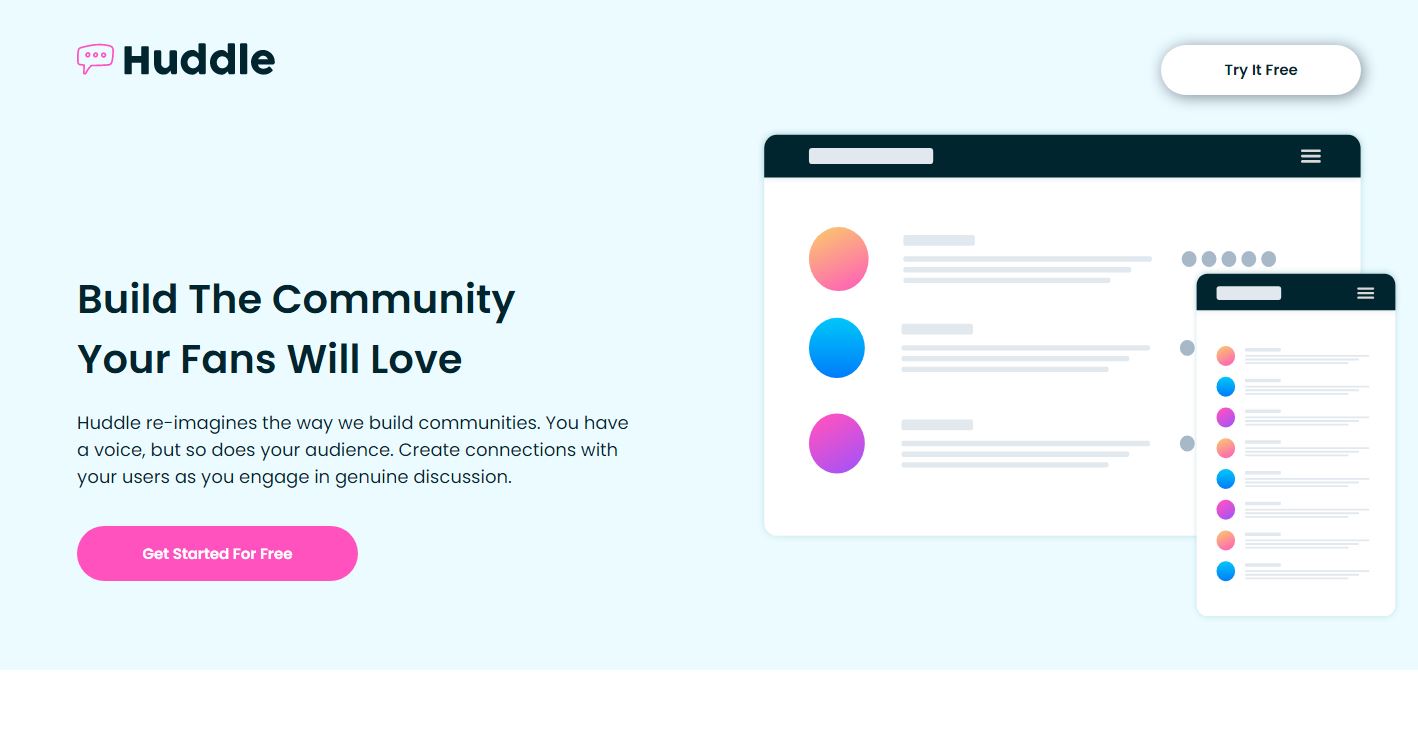 Huddle
Try It Free
Build The Community
Your Fans Will Love
Huddle re-imagines the way we build communities. You have
a voice, but so does your audience. Create connections with
your users as you engage in genuine discussion.
Get Started For Free